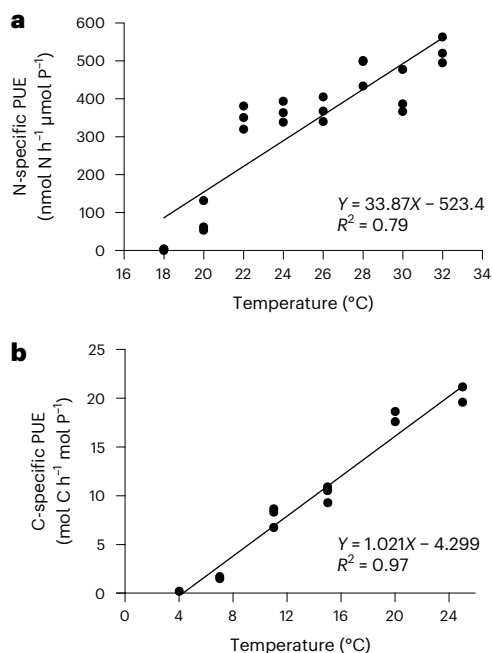 a
N-specific PUE
(nmol N h⁻¹ µmol P⁻¹)
600
500
400
300
200
100
0
Y = 33.87X − 523.4
R² = 0.79
16 18 20 22 24 26 28 30 32 34
Temperature (°C)
b
C-specific PUE
(mol C h⁻¹ mol P⁻¹)
25
20
15
10
5
0
Y = 1.021X − 4.299
R² = 0.97
0 4 8 12 16 20 24
Temperature (°C)